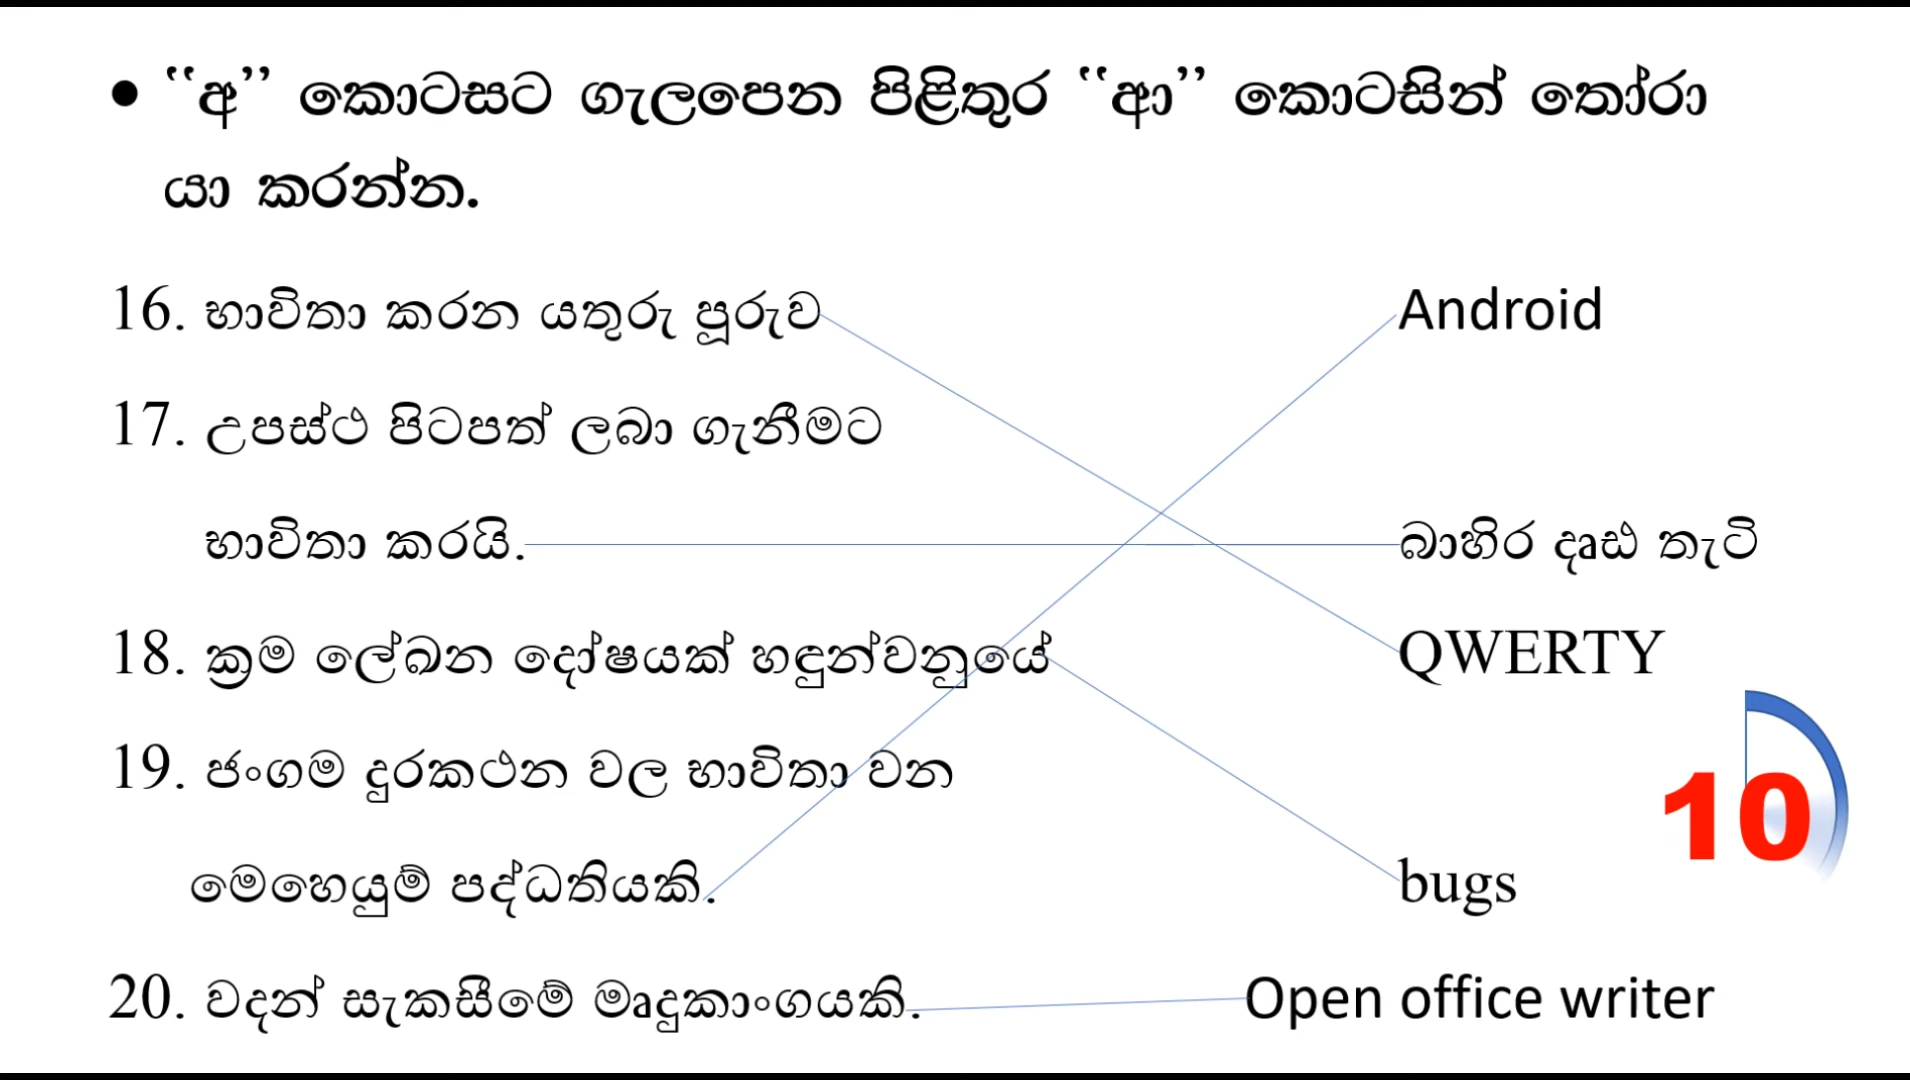 • “අ” කොටසට ගැලපෙන පිළිතුර “ආ” කොටසින් තෝරා
යා කරන්න.
16. භාවිතා කරන යතුරු පූරුව Android
17. උපස්ථ පිටපත් ලබා ගැනීමට
භාවිතා කරයි. බාහිර දෘඪ තැටි
18. ක්‍රම ලේඛන දෝෂයක් හඳුන්වනුයේ QWERTY
19. ජංගම දුරකථන වල භාවිතා වන
10
මෙහෙයුම් පද්ධතියකි. bugs
20. වදන් සැකසීමේ මෘදුකාංගයකි. Open office writer